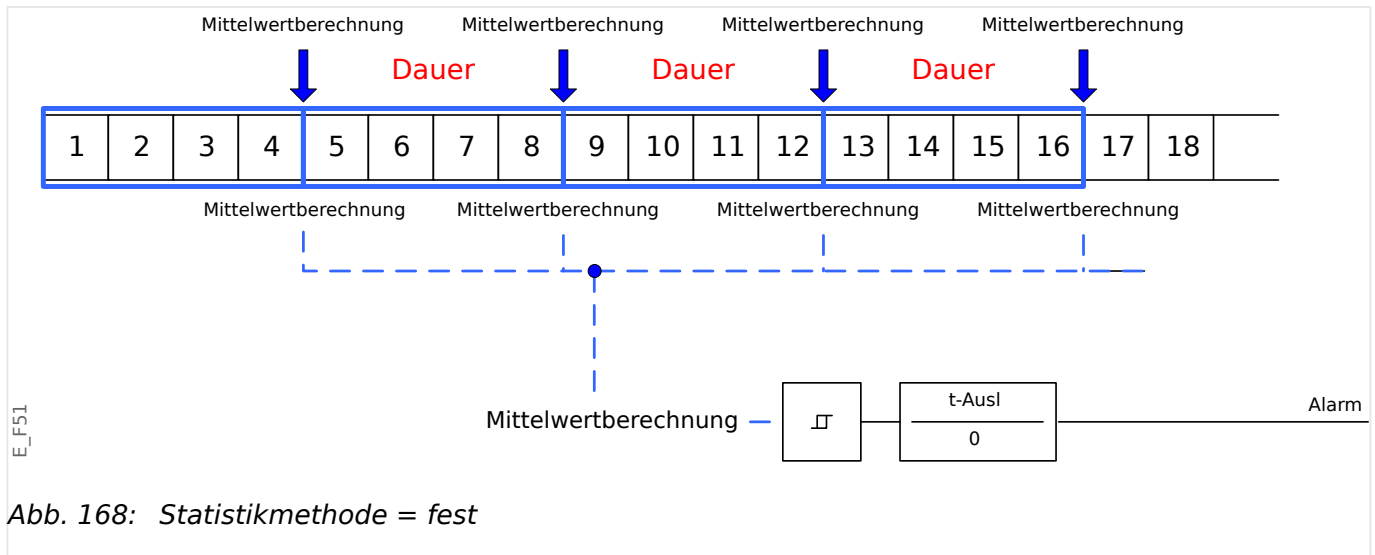 Mittelwertberechnung Mittelwertberechnung Mittelwertberechnung Mittelwertberechnung
Dauer Dauer Dauer
1 2 3 4 5 6 7 8 9 10 11 12 13 14 15 16 17 18
Mittelwertberechnung Mittelwertberechnung Mittelwertberechnung Mittelwertberechnung
t-Ausl
Mittelwertberechnung
0
Alarm
E_F51
Abb. 168: Statistikmethode = fest